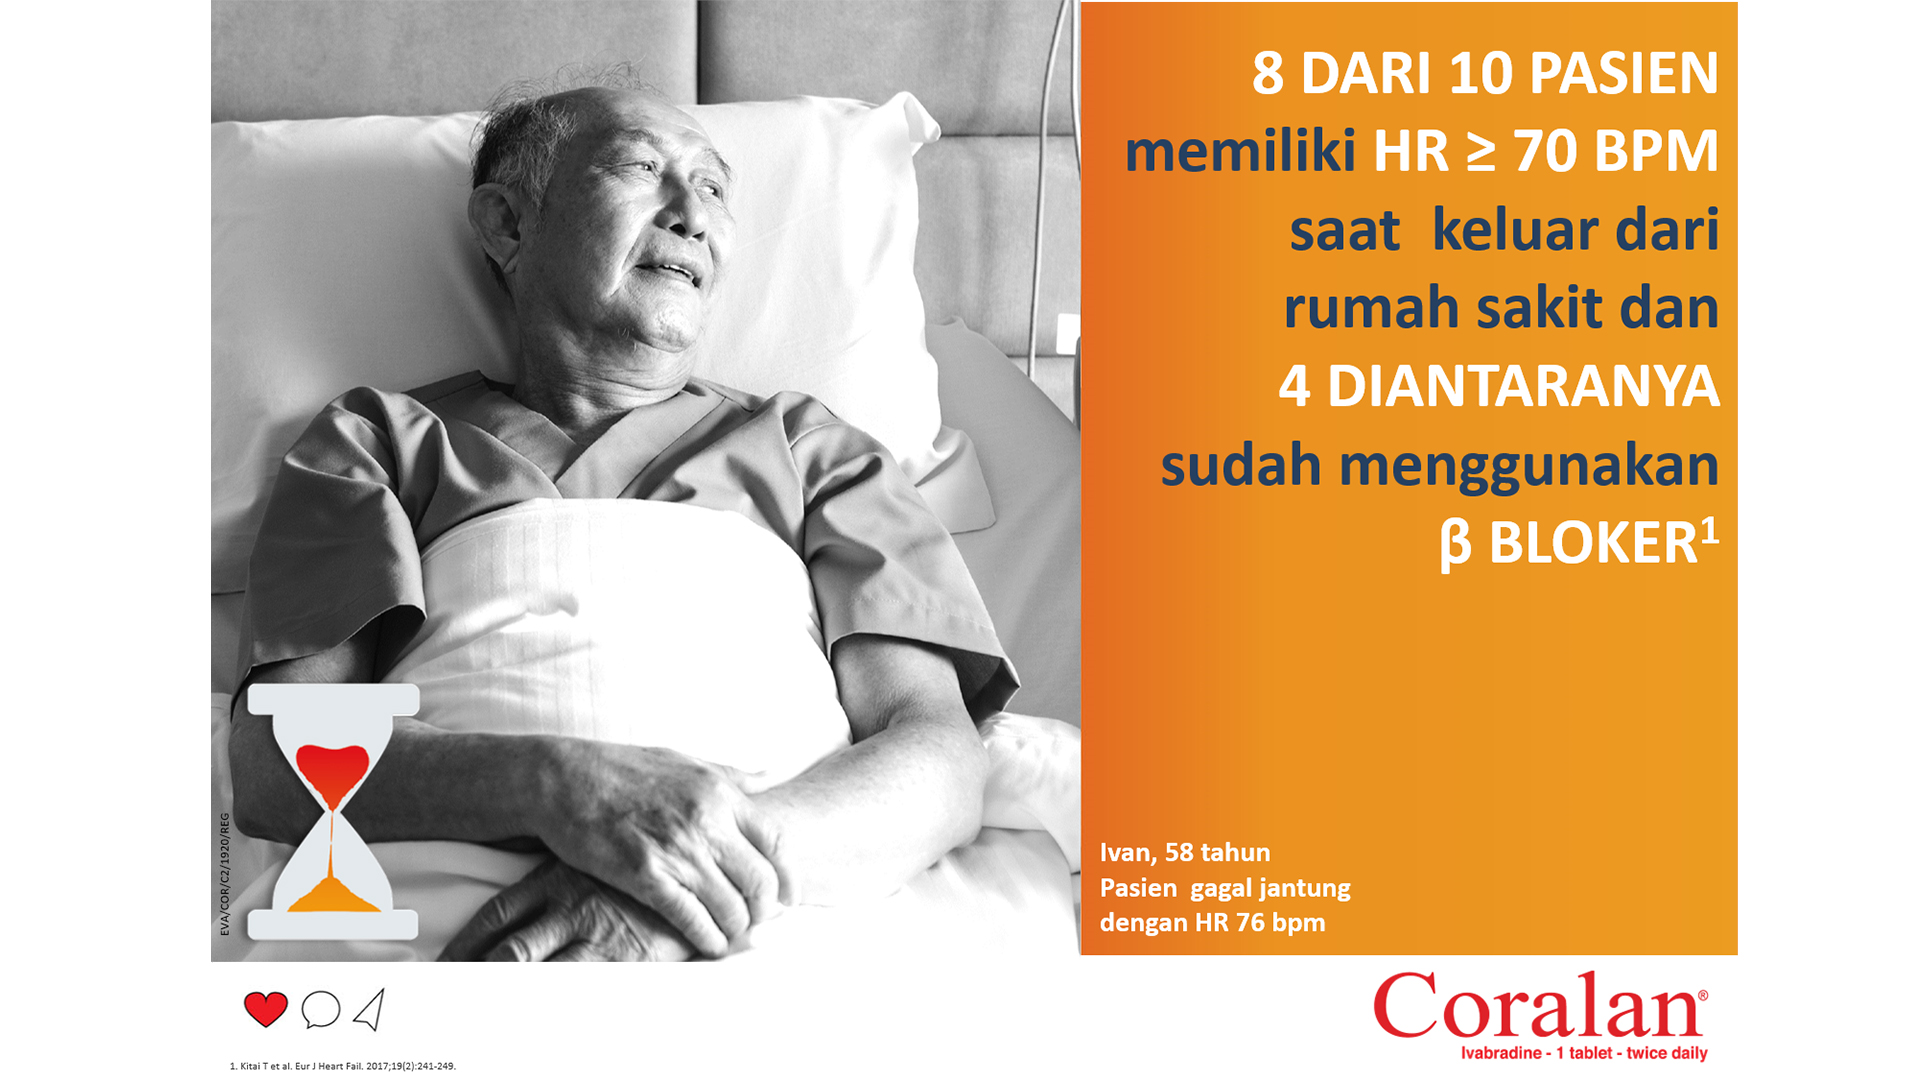 8 DARI 10 PASIEN
memiliki HR ≥ 70 BPM
saat  keluar dari
rumah sakit dan
4 DIANTARANYA
sudah menggunakan
β BLOKER¹
Ivan, 58 tahun
Pasien  gagal jantung
dengan HR 76 bpm
EVA/COR/C2/1920/REG
Coralan®
Ivabradine - 1 tablet - twice daily
1. Kitai T et al. Eur J Heart Fail. 2017;19(2):241-249.